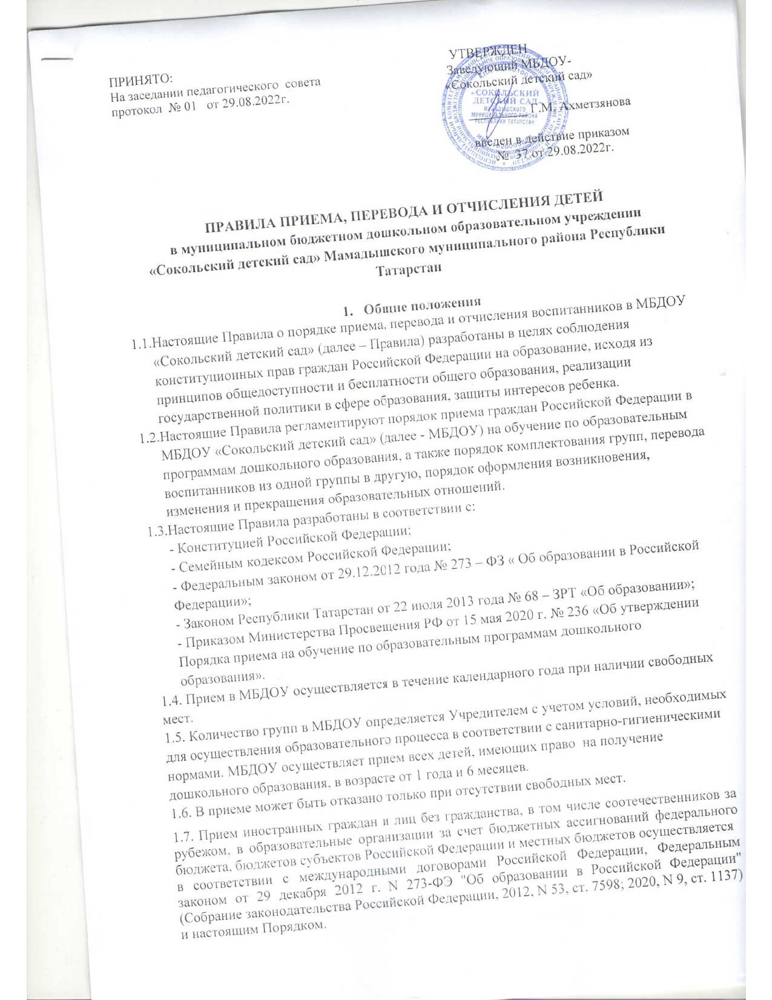 ПРИНЯТО:
На заседании педагогического совета
протокол № 01 от 29.08.2022г.
УТВЕРЖДЕН
Заведующий МБДОУ-
«Сокольский детский сад»
Г.М. Ахметзянова
введен в действие приказом
№ 37 от 29.08.2022г.
«СОКОЛЬСКИЙ
ДЕТСКИЙ САД»
МАМАДЫШСКОГО
МУНИЦИПАЛЬНОГО РАЙОНА
РЕСПУБЛИКИ ТАТАРСТАН
ПРАВИЛА ПРИЕМА, ПЕРЕВОДА И ОТЧИСЛЕНИЯ ДЕТЕЙ
в муниципальном бюджетном дошкольном образовательном учреждении
«Сокольский детский сад» Мамадышского муниципального района Республики
Татарстан
1. Общие положения
1.1.Настоящие Правила о порядке приема, перевода и отчисления воспитанников в МБДОУ
«Сокольский детский сад» (далее – Правила) разработаны в целях соблюдения
конституционных прав граждан Российской Федерации на образование, исходя из
принципов общедоступности и бесплатности общего образования, реализации
государственной политики в сфере образования, защиты интересов ребенка.
1.2.Настоящие Правила регламентируют порядок приема граждан Российской Федерации в
МБДОУ «Сокольский детский сад» (далее - МБДОУ) на обучение по образовательным
программам дошкольного образования, а также порядок комплектования групп, перевода
воспитанников из одной группы в другую, порядок оформления возникновения,
изменения и прекращения образовательных отношений.
1.3.Настоящие Правила разработаны в соответствии с:
- Конституцией Российской Федерации;
- Семейным кодексом Российской Федерации;
- Федеральным законом от 29.12.2012 года № 273 – ФЗ « Об образовании в Российской
Федерации»;
- Законом Республики Татарстан от 22 июля 2013 года № 68 – ЗРТ «Об образовании»;
- Приказом Министерства Просвещения РФ от 15 мая 2020 г. № 236 «Об утверждении
Порядка приема на обучение по образовательным программам дошкольного
образования».
1.4. Прием в МБДОУ осуществляется в течение календарного года при наличии свободных
мест.
1.5. Количество групп в МБДОУ определяется Учредителем с учетом условий, необходимых
для осуществления образовательного процесса в соответствии с санитарно-гигиеническими
нормами. МБДОУ осуществляет прием всех детей, имеющих право на получение
дошкольного образования, в возрасте от 1 года и 6 месяцев.
1.6. В приеме может быть отказано только при отсутствии свободных мест.
1.7. Прием иностранных граждан и лиц без гражданства, в том числе соотечественников за
рубежом, в образовательные организации за счет бюджетных ассигнований федерального
бюджета, бюджетов субъектов Российской Федерации и местных бюджетов осуществляется
в соответствии с международными договорами Российской Федерации, Федеральным
законом от 29 декабря 2012 г. N 273-ФЭ "Об образовании в Российской Федерации"
(Собрание законодательства Российской Федерации, 2012, N 53, ст. 7598; 2020, N 9, ст. 1137)
и настоящим Порядком.